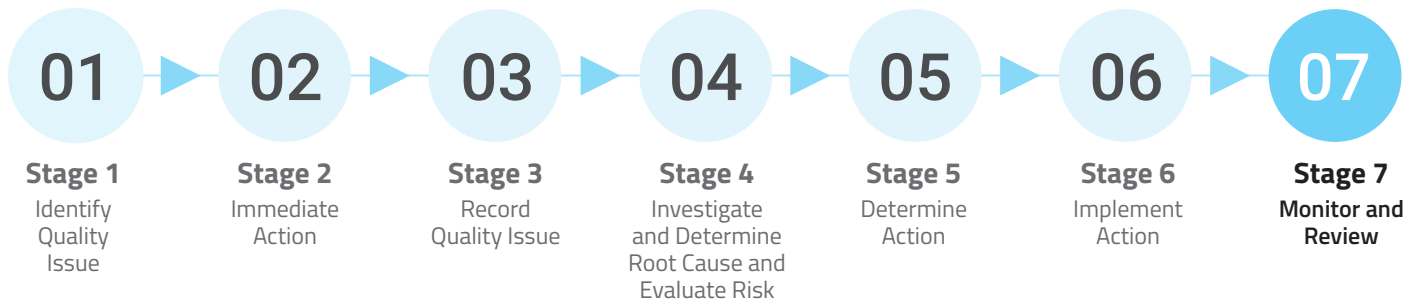 01
02
03
04
05
06
07
Stage 1
Identify
Quality
Issue
Stage 2
Immediate
Action
Stage 3
Record
Quality Issue
Stage 4
Investigate
and Determine
Root Cause and
Evaluate Risk
Stage 5
Determine
Action
Stage 6
Implement
Action
Stage 7
Monitor and
Review